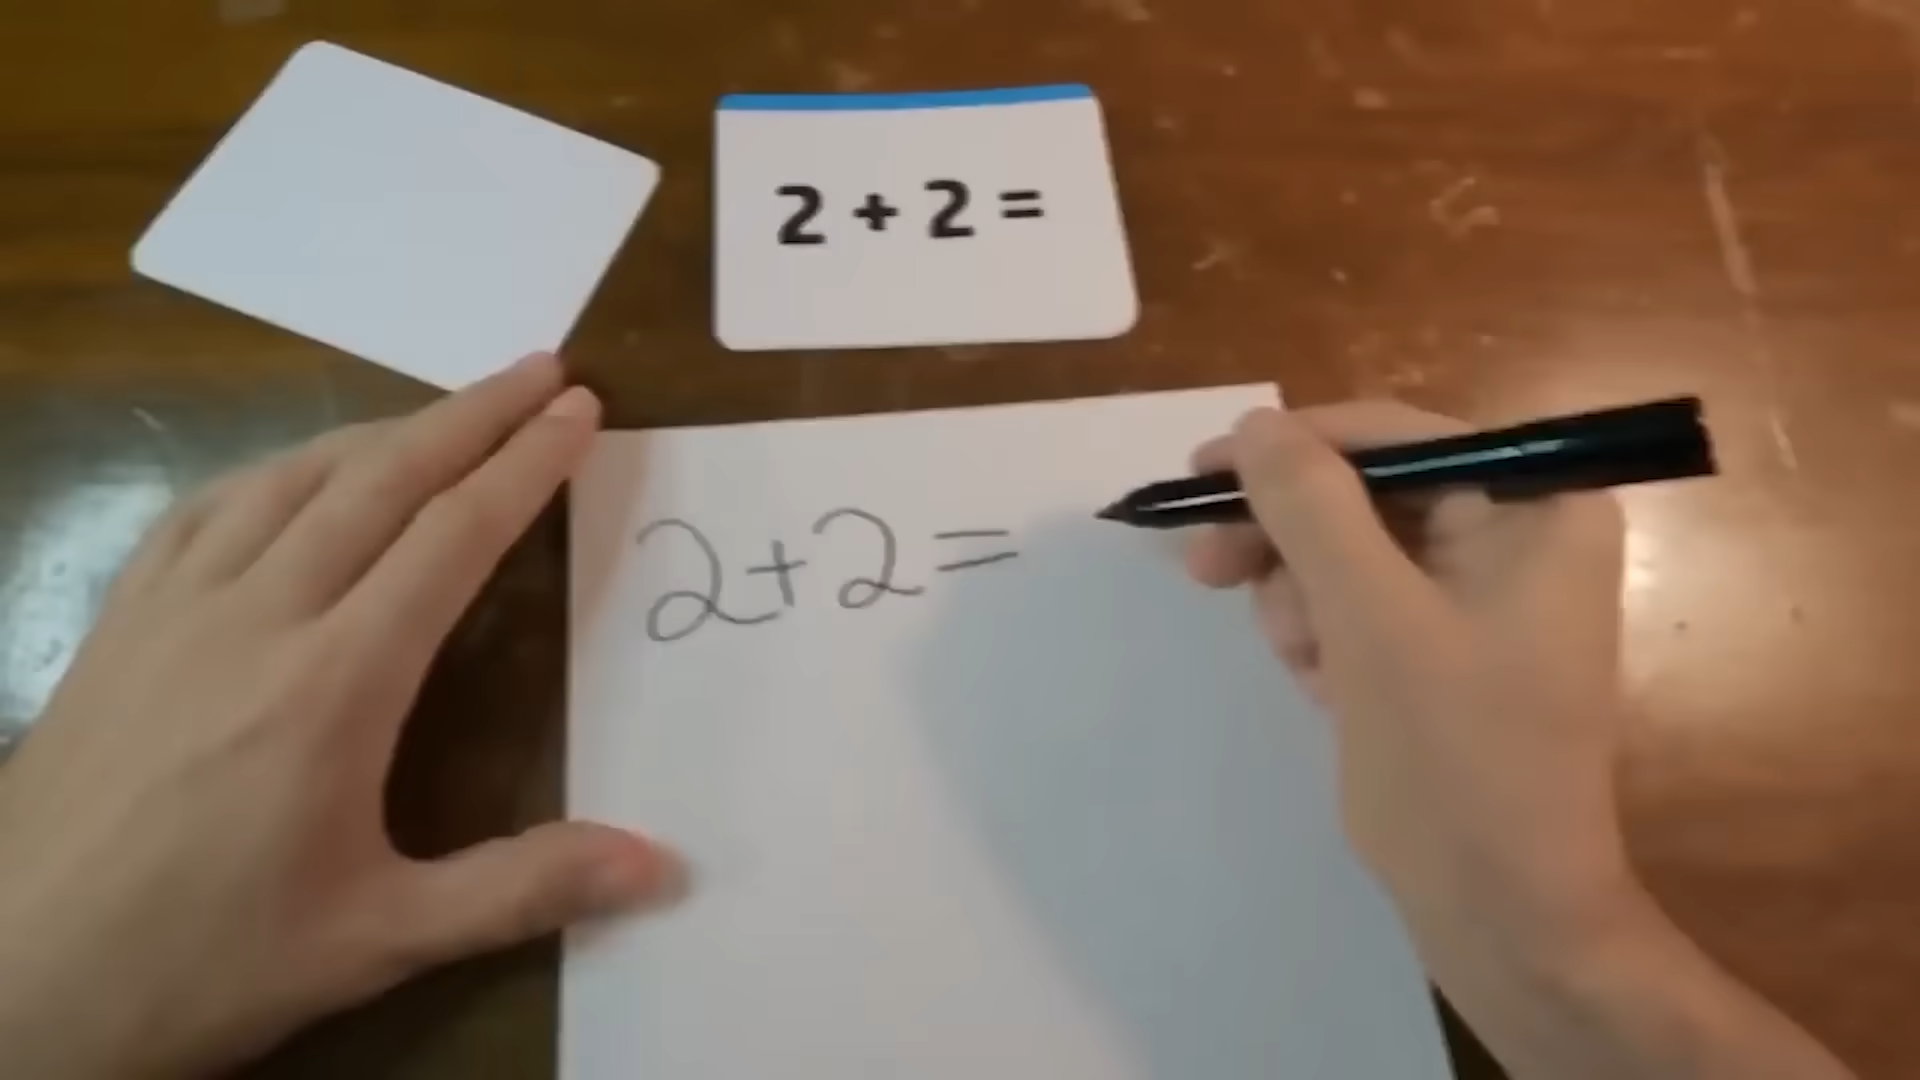 2 + 2 =
2+2=